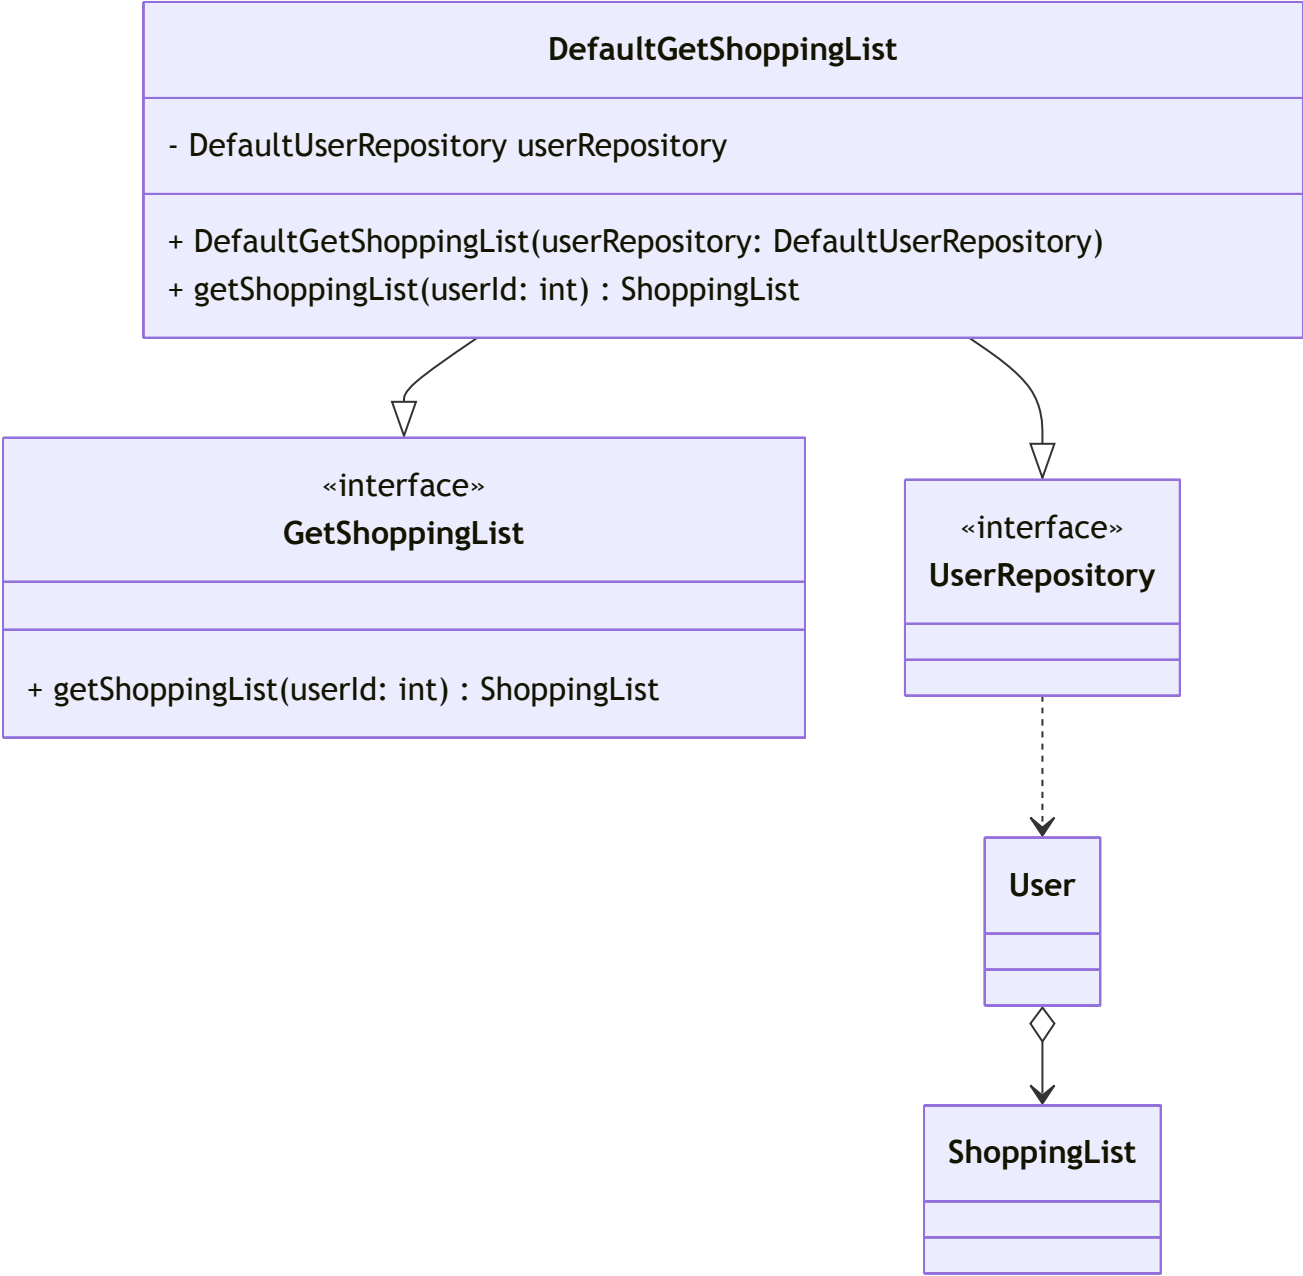 DefaultGetShoppingList
- DefaultUserRepository userRepository
+ DefaultGetShoppingList(userRepository: DefaultUserRepository)
+ getShoppingList(userId: int) : ShoppingList
«interface»
GetShoppingList
+ getShoppingList(userId: int) : ShoppingList
«interface»
UserRepository
User
ShoppingList